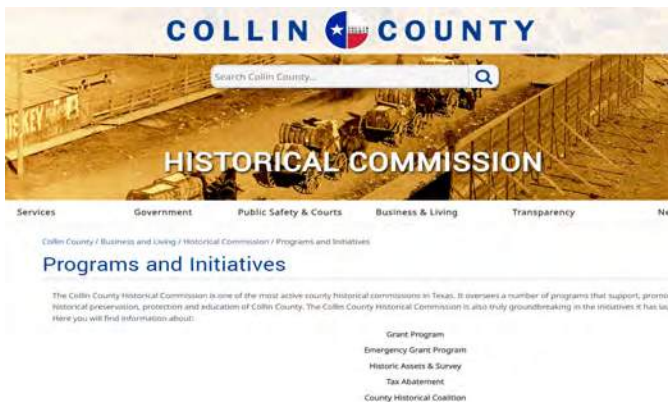 COLLIN COUNTY
Search Collin County...
HISTORICAL COMMISSION
Services Government Public Safety & Courts Business & Living Transparency
Collin County / Business and Living / Historical Commission / Programs and Initiatives
Programs and Initiatives
The Collin County Historical Commission is one of the most active county historical commissions in Texas. It oversees a number of programs that support,
historical preservation, protection and education of Collin County. The Collin County Historical Commission is also truly groundbreaking in the initiatives it has
Here you will find information about:
Grant Program
Emergency Grant Program
Historic Assets & Survey
Tax Abatement
County Historical Coalition